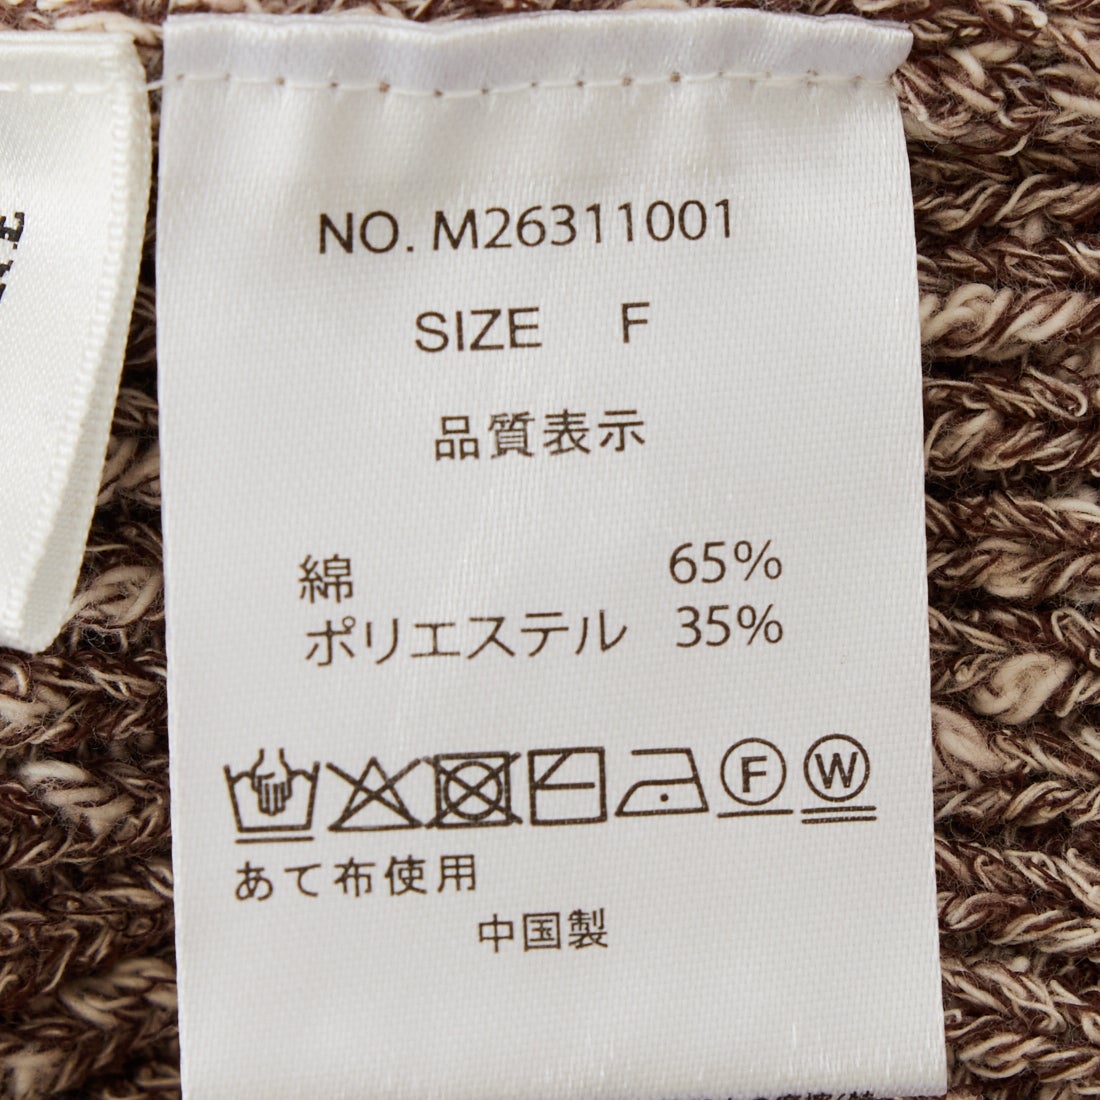 NO. M26311001
SIZE F
品質表示
綿 65%
ポリエステル 35%
F W
あて布使用
中国製